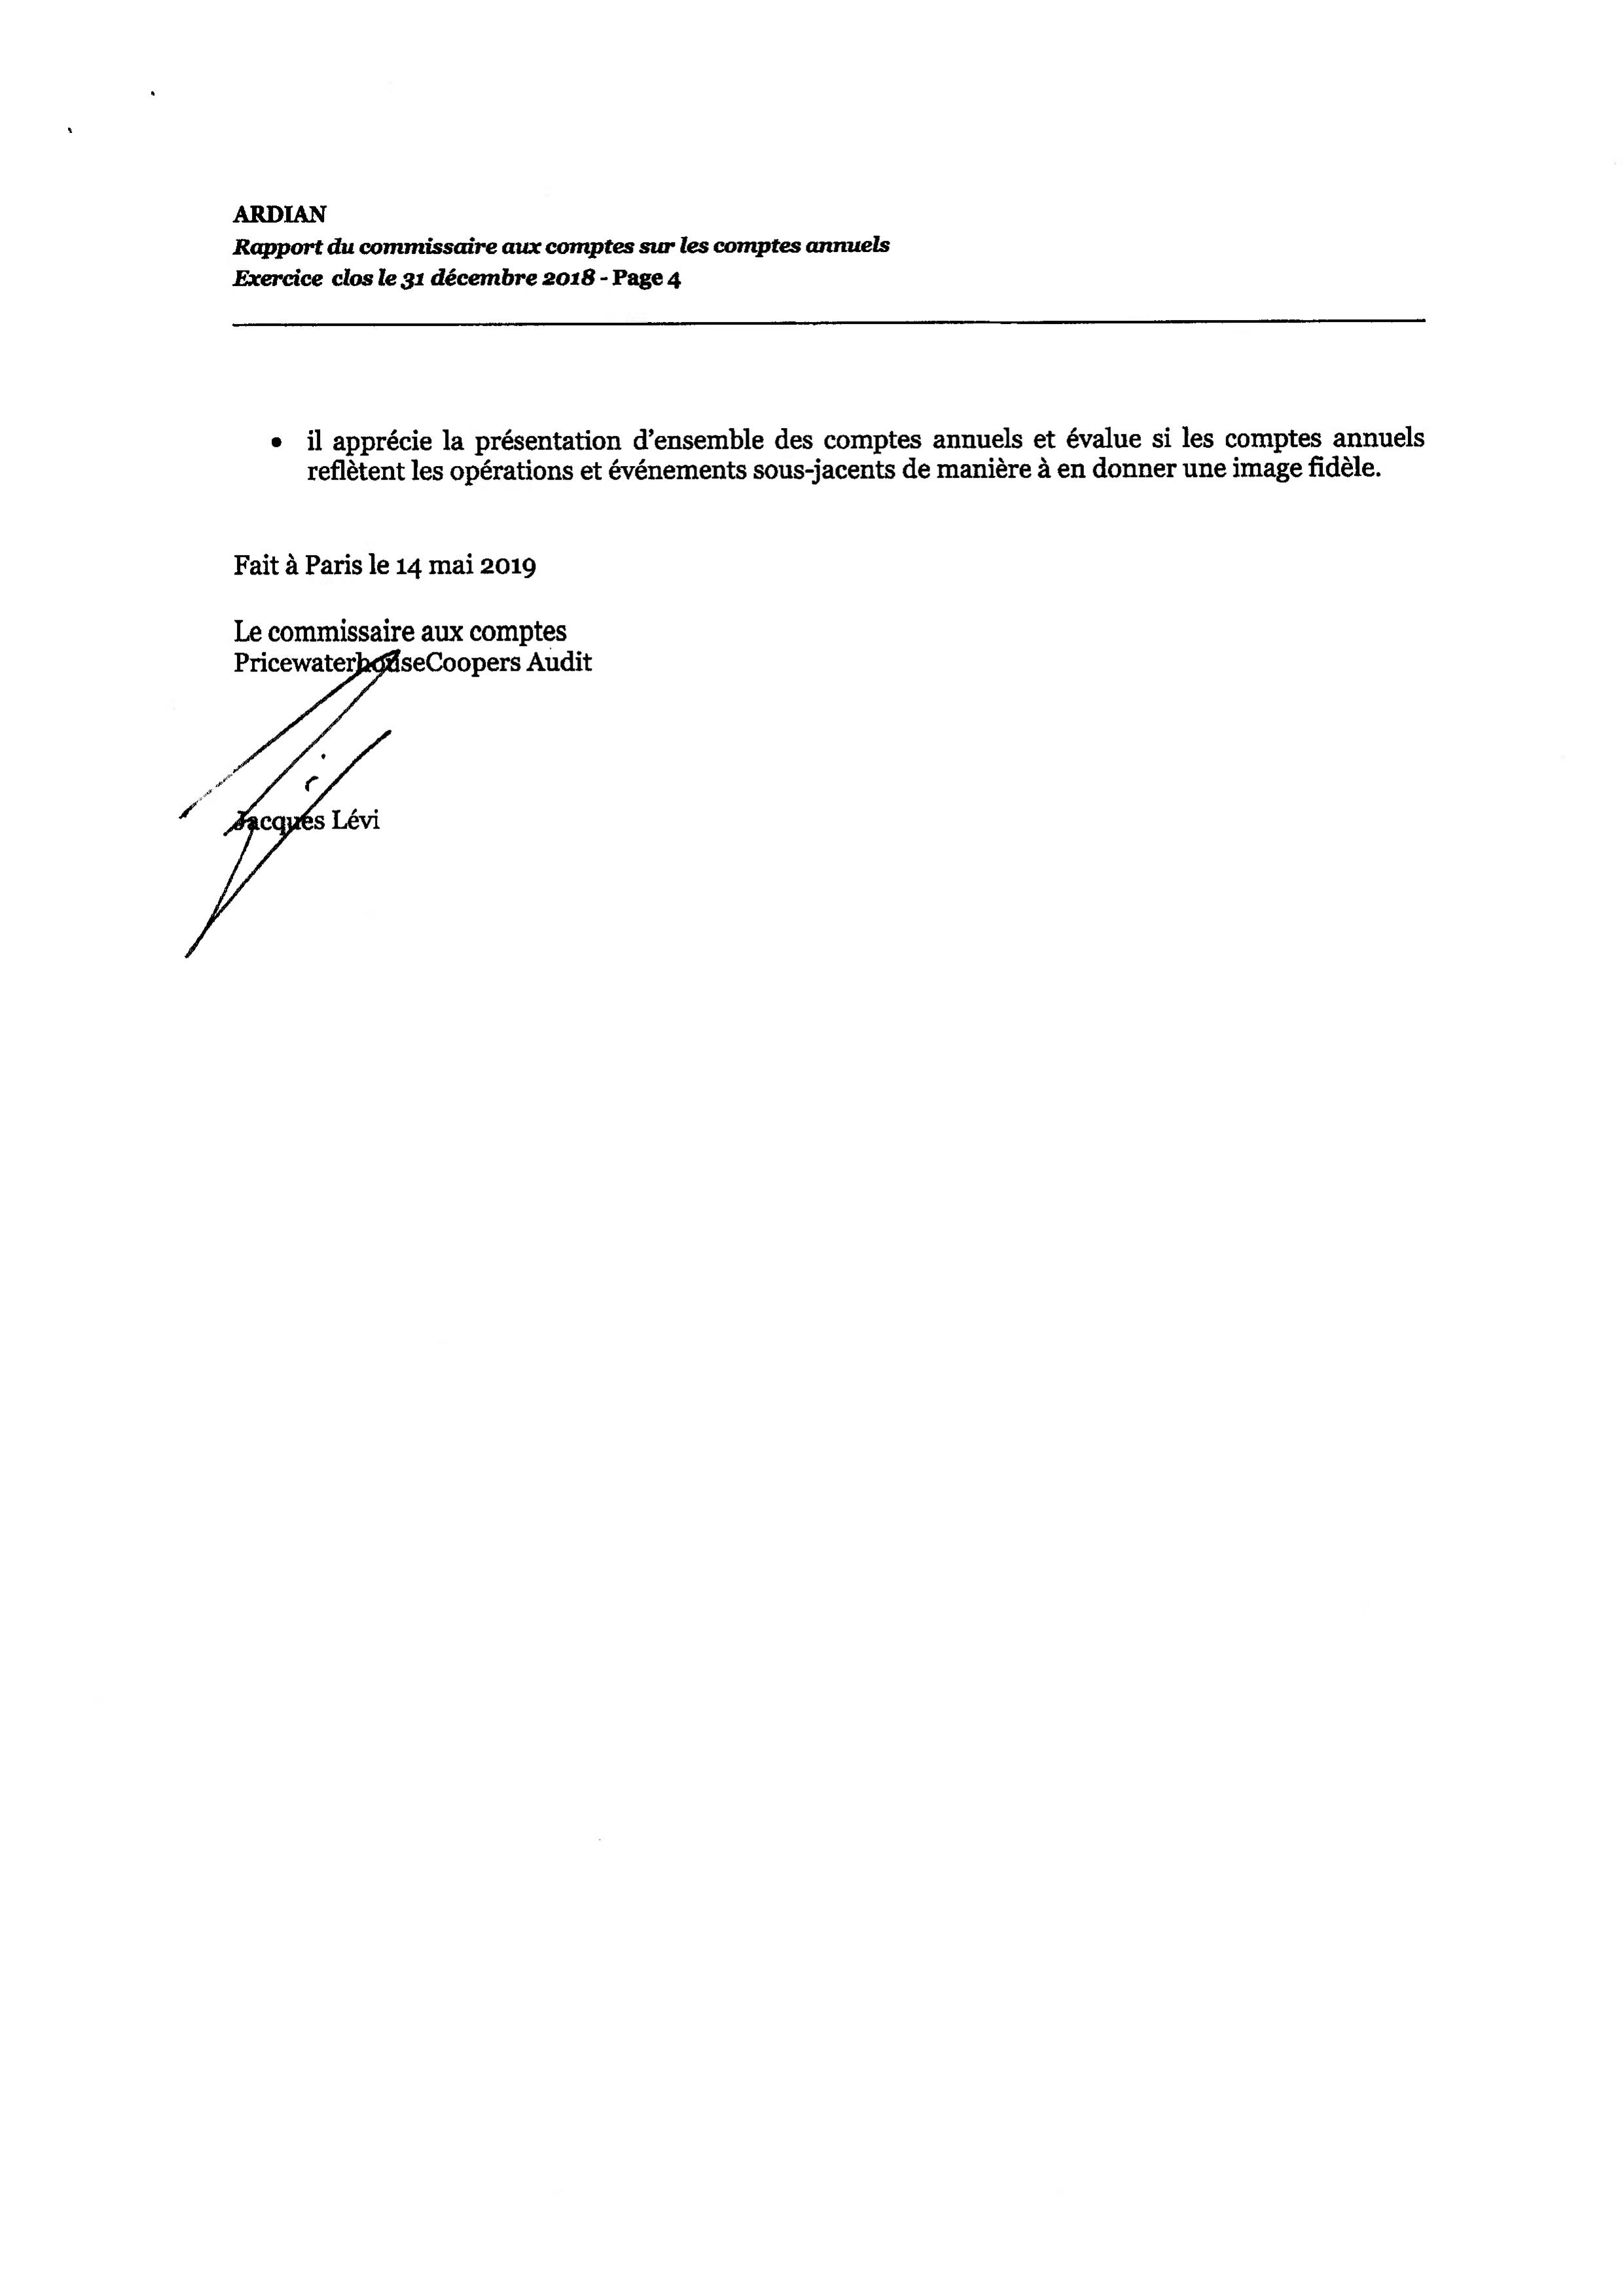 ARDIAN
Rapport du commissaire aux comptes sur les comptes annuels
Exercice clos le 31 décembre 2018 - Page 4
• il apprécie la présentation d'ensemble des comptes annuels et évalue si les comptes annuels
reflètent les opérations et événements sous-jacents de manière à en donner une image fidèle.
Fait à Paris le 14 mai 2019
Le commissaire aux comptes
PricewaterhouseCoopers Audit
Jacques Lévi